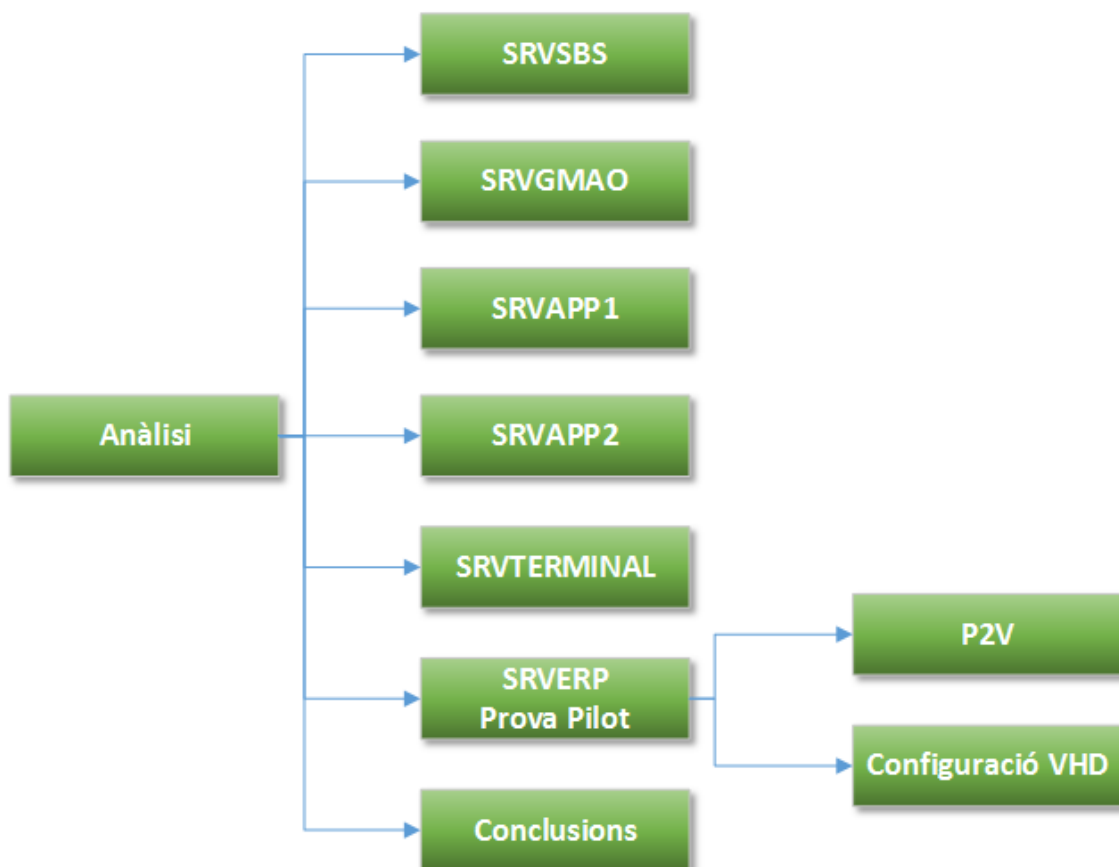 SRVSBS
SRVGMAO
SRVAPP1
Anàlisi
SRVAPP2
SRVTERMINAL
SRVERP
Prova Pilot
P2V
Configuració VHD
Conclusions